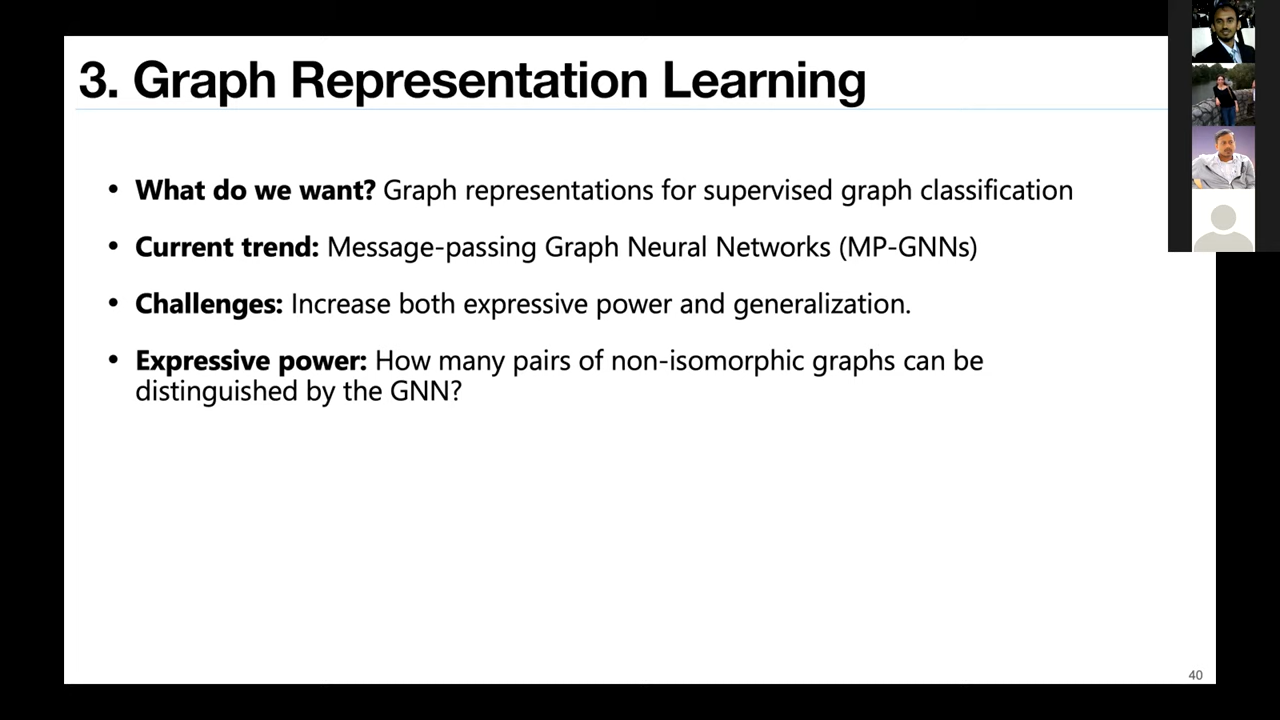 3. Graph Representation Learning
• What do we want? Graph representations for supervised graph classification
• Current trend: Message-passing Graph Neural Networks (MP-GNNs)
• Challenges: Increase both expressive power and generalization.
• Expressive power: How many pairs of non-isomorphic graphs can be
distinguished by the GNN?
40